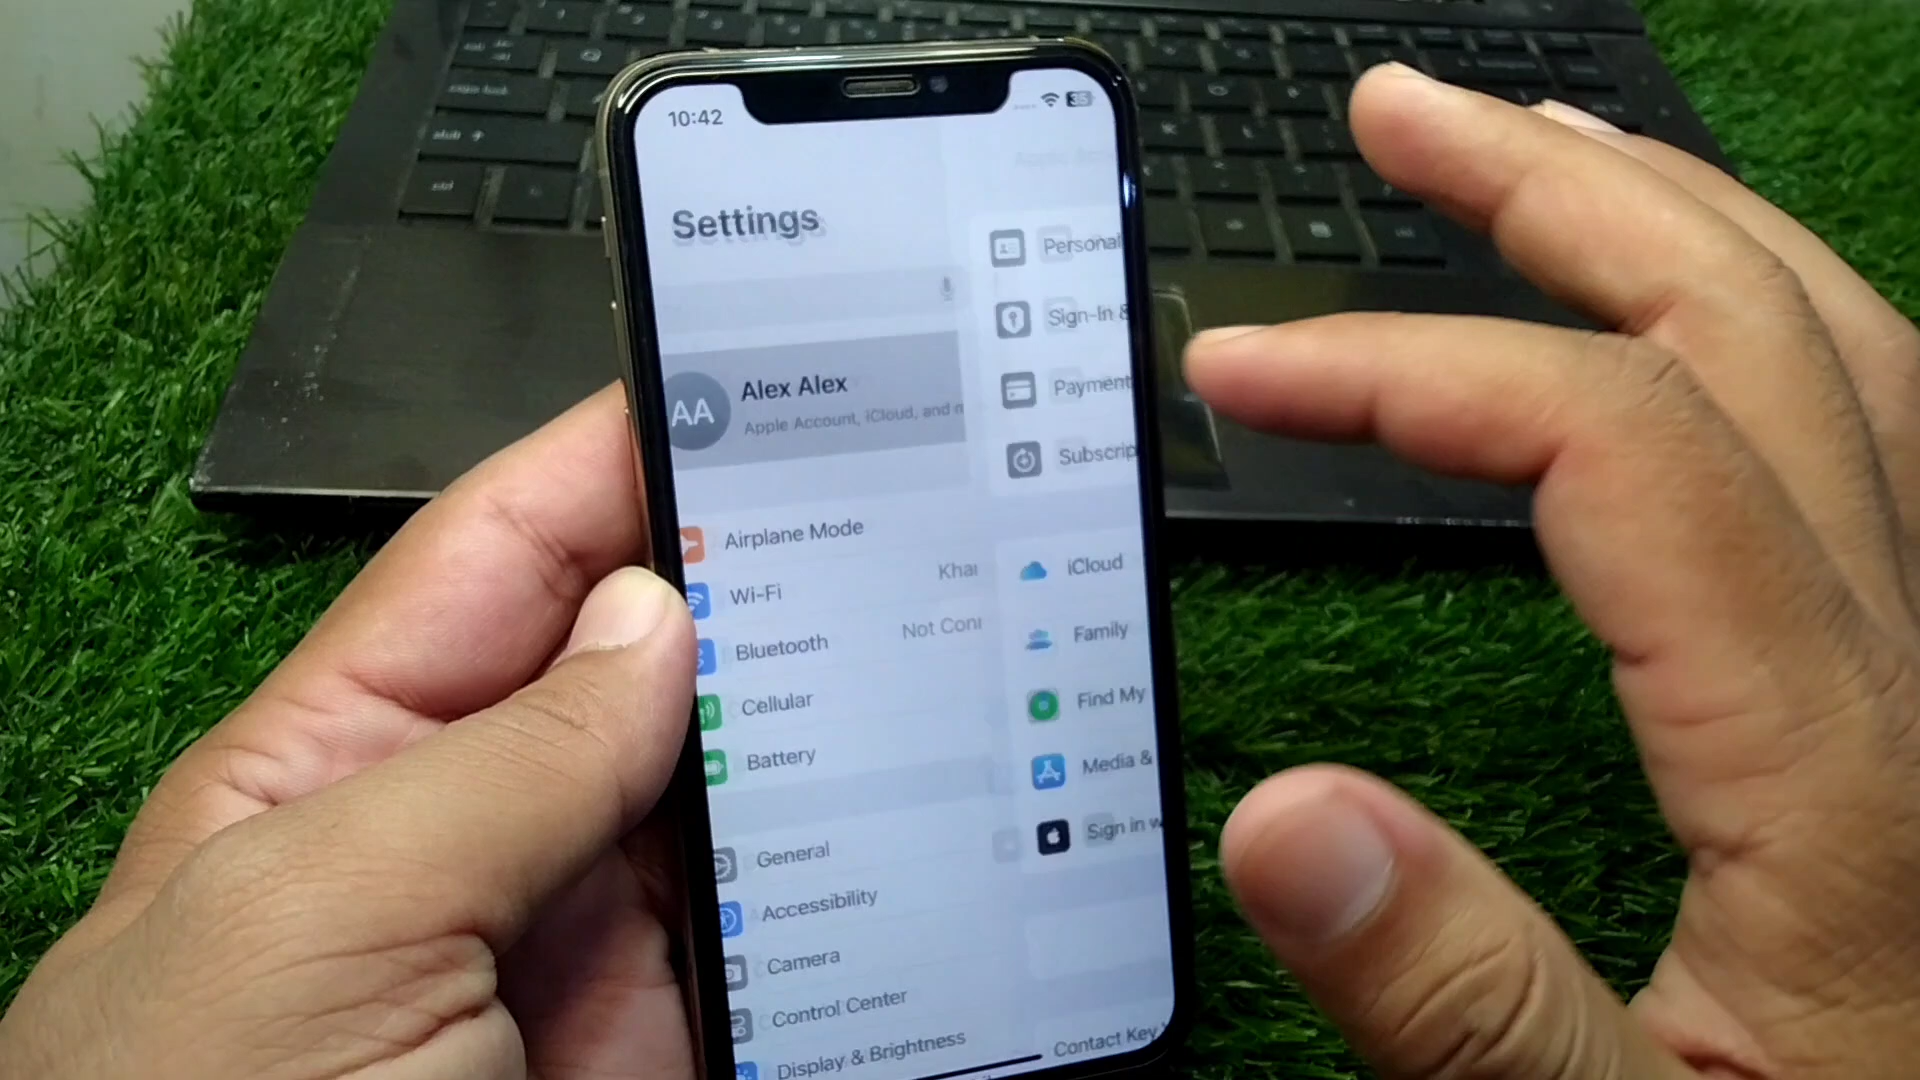 10:42
35
Settings
AA
Alex Alex
Apple Account, iCloud, and m
Airplane Mode
Wi-Fi
Khai
Bluetooth
Not Coni
Cellular
Battery
General
Accessibility
Camera
Control Center
Display & Brightness
Personal
Sign-In &
Payment
Subscrip
iCloud
Family
Find My
Media &
Sign in w
Contact Key